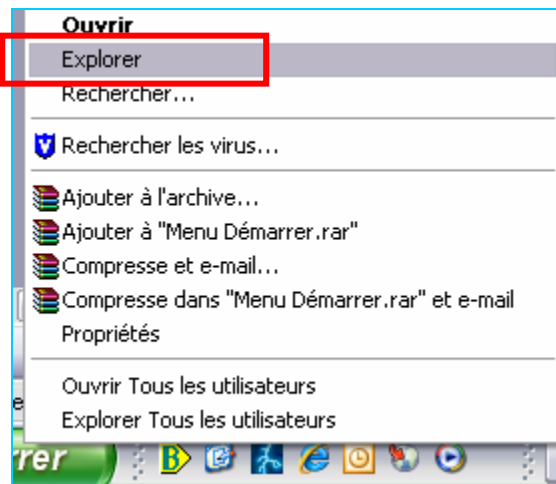 Ouvrir
Explorer
Rechercher...
Rechercher les virus...
Ajouter à l'archive...
Ajouter à "Menu Démarrer.rar"
Compresse et e-mail...
Compresse dans "Menu Démarrer.rar" et e-mail
Propriétés
Ouvrir Tous les utilisateurs
Explorer Tous les utilisateurs
rrer